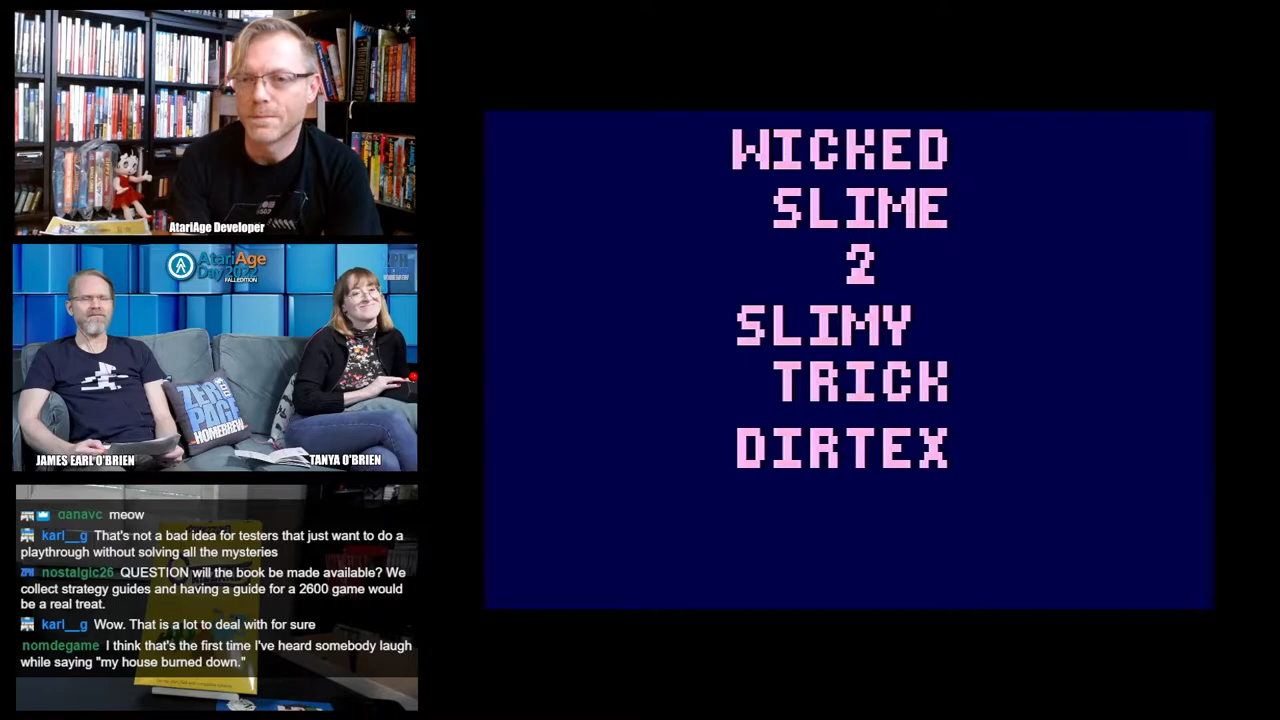 AtariAge Developer
AtariAge
Day2022
FALL EDITION
ZPH
ZERO
PAGE
HOMEBREW
JAMES EARL O'BRIEN
TANYA O'BRIEN
meow
karl__g That's not a bad idea for testers that just want to do a
playthrough without solving all the mysteries
nostalgic26 QUESTION will the book be made available? We
collect strategy guides and having a guide for a 2600 game would
be a real treat.
karl__g Wow. That is a lot to deal with for sure
nomdegame I think that's the first time I've heard somebody laugh
while saying "my house burned down."
WICKED
SLIME
2
SLIMY
TRICK
DIRTEX